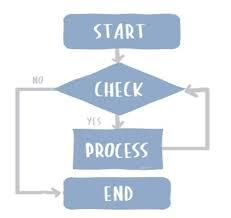 START
NO
CHECK
YES
PROCESS
END